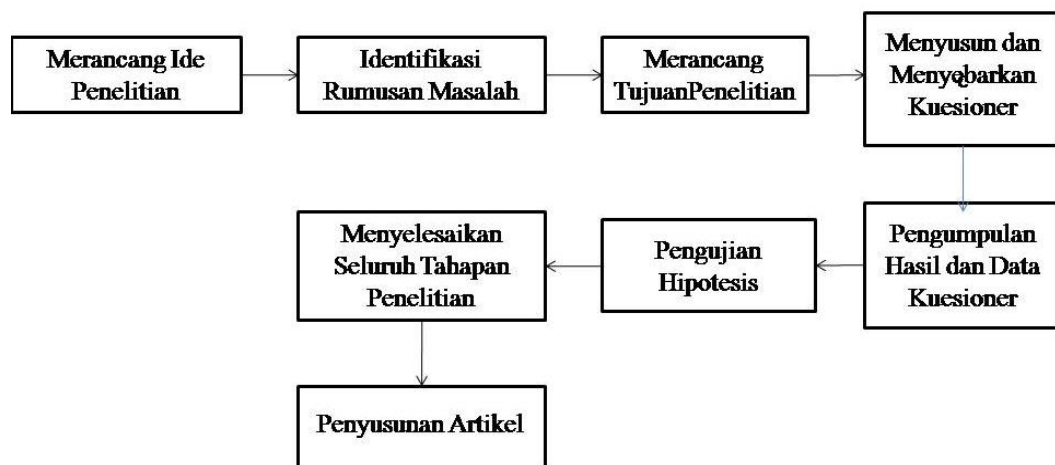 Merancang Ide
Penelitian
Identifikasi
Rumusan Masalah
Merancang
TujuanPenelitian
Menyusun dan
Menyebarkan
Kuesioner
Pengumpulan
Hasil dan Data
Kuesioner
Pengujian
Hipotesis
Menyelesaikan
Seluruh Tahapan
Penelitian
Penyusunan Artikel